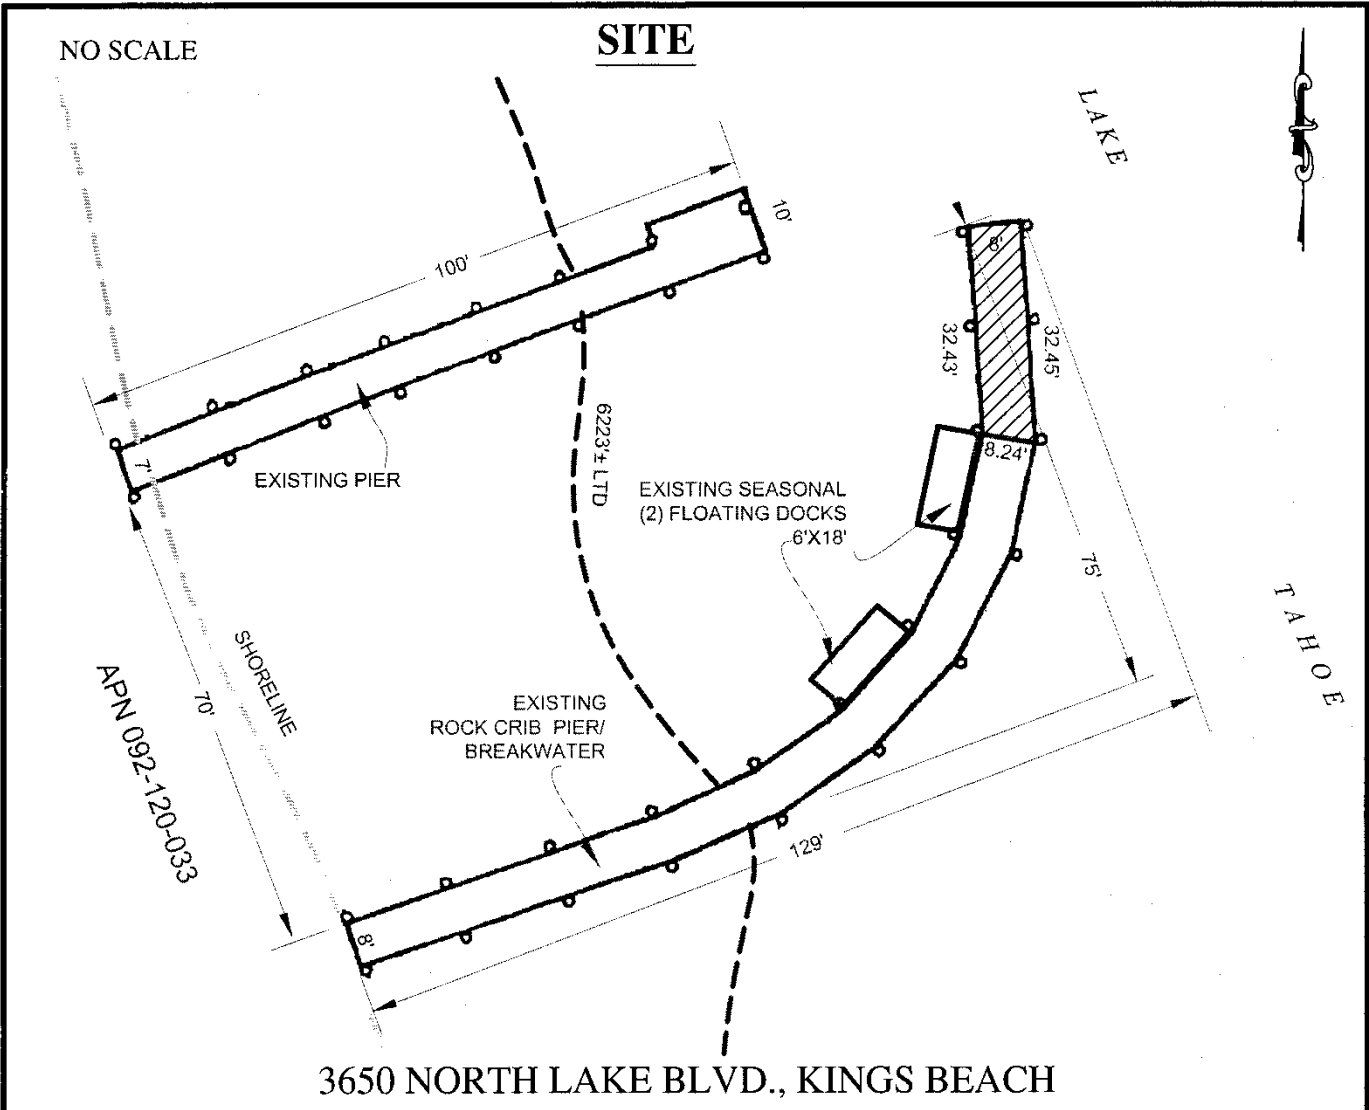 SITE
NO SCALE
LAKE
100'
10'
8'
32.43'
32.45'
7'
EXISTING PIER
6223'± LTD
8.24'
EXISTING SEASONAL
(2) FLOATING DOCKS
6'X18'
75'
TAHOE
SHORELINE
70'
APN 092-120-033
EXISTING
ROCK CRIB PIER/
BREAKWATER
129'
8'
3650 NORTH LAKE BLVD., KINGS BEACH